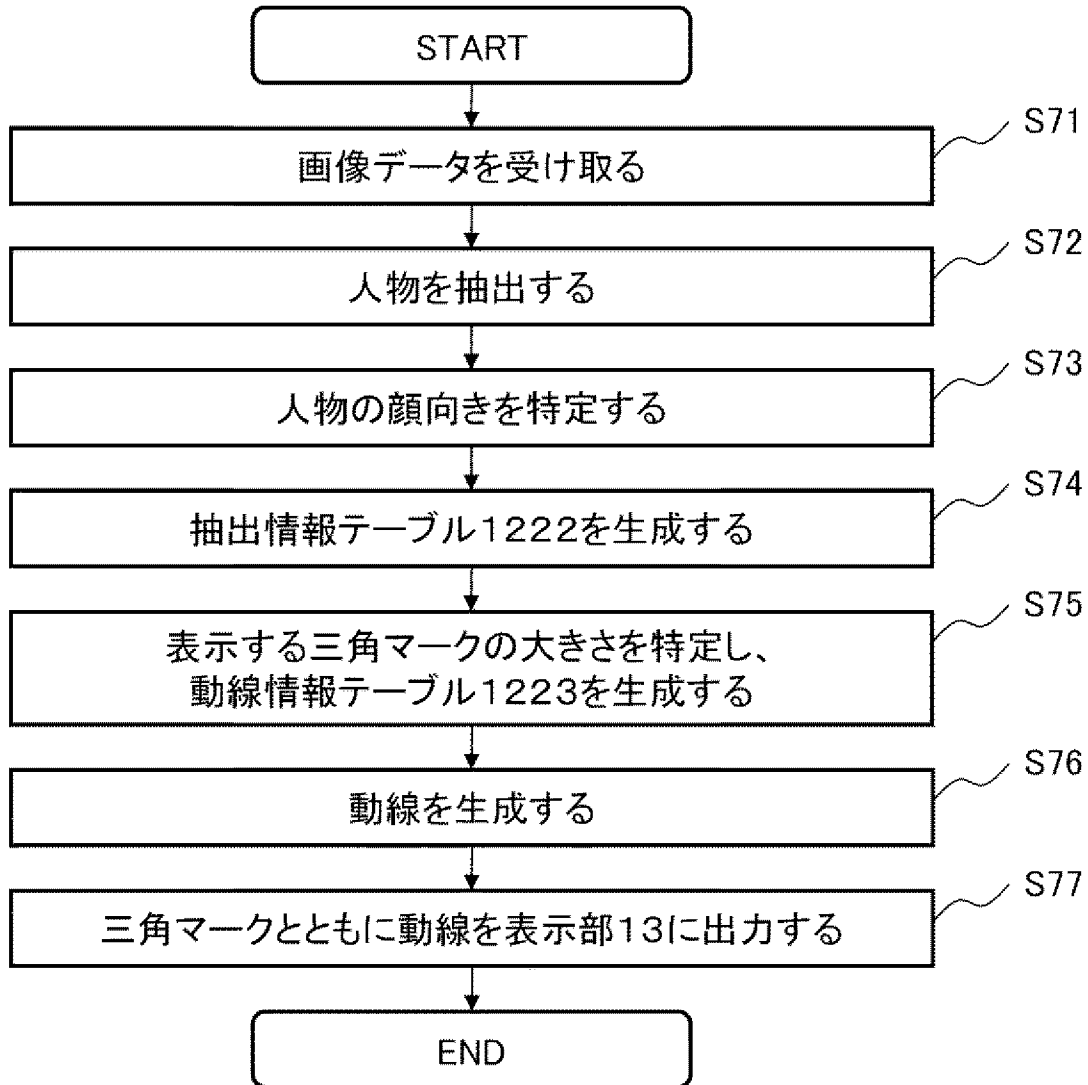 START
S71
画像データを受け取る
S72
人物を抽出する
S73
人物の顔向きを特定する
S74
抽出情報テーブル1222を生成する
S75
表示する三角マークの大きさを特定し、
動線情報テーブル1223を生成する
S76
動線を生成する
S77
三角マークとともに動線を表示部13に出力する
END